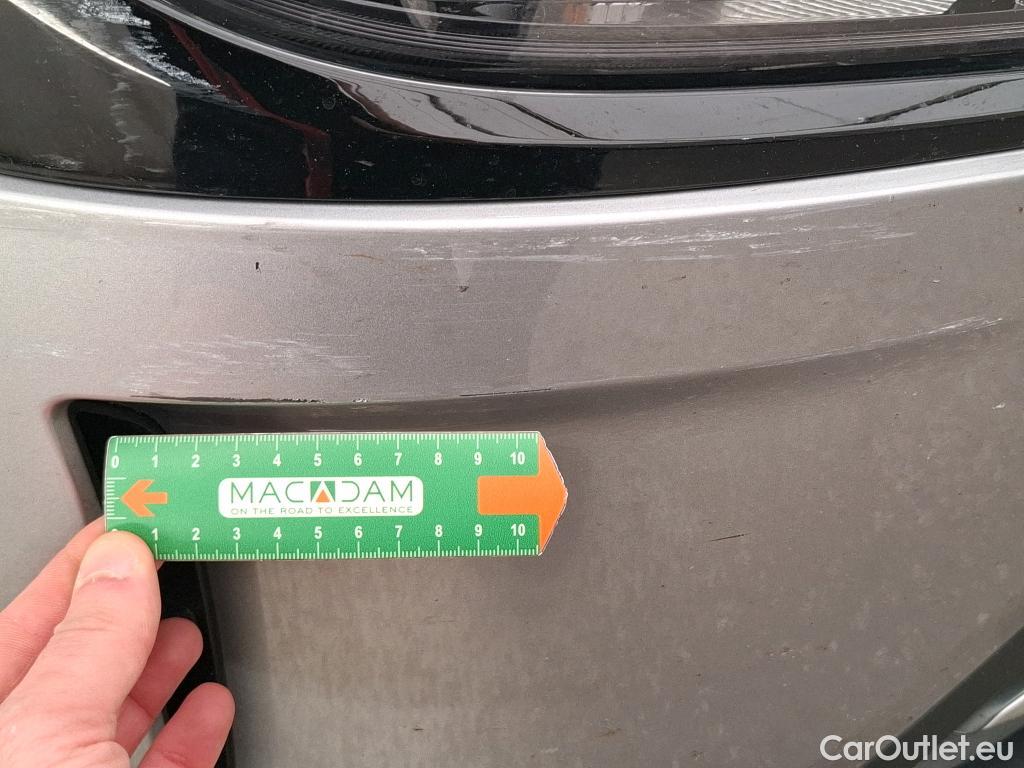 0 1 2 3 4 5 6 7 8 9 10
MACADAM
ON THE ROAD TO EXCELLENCE
1 2 3 4 5 6 7 8 9 10
CarOutlet.eu